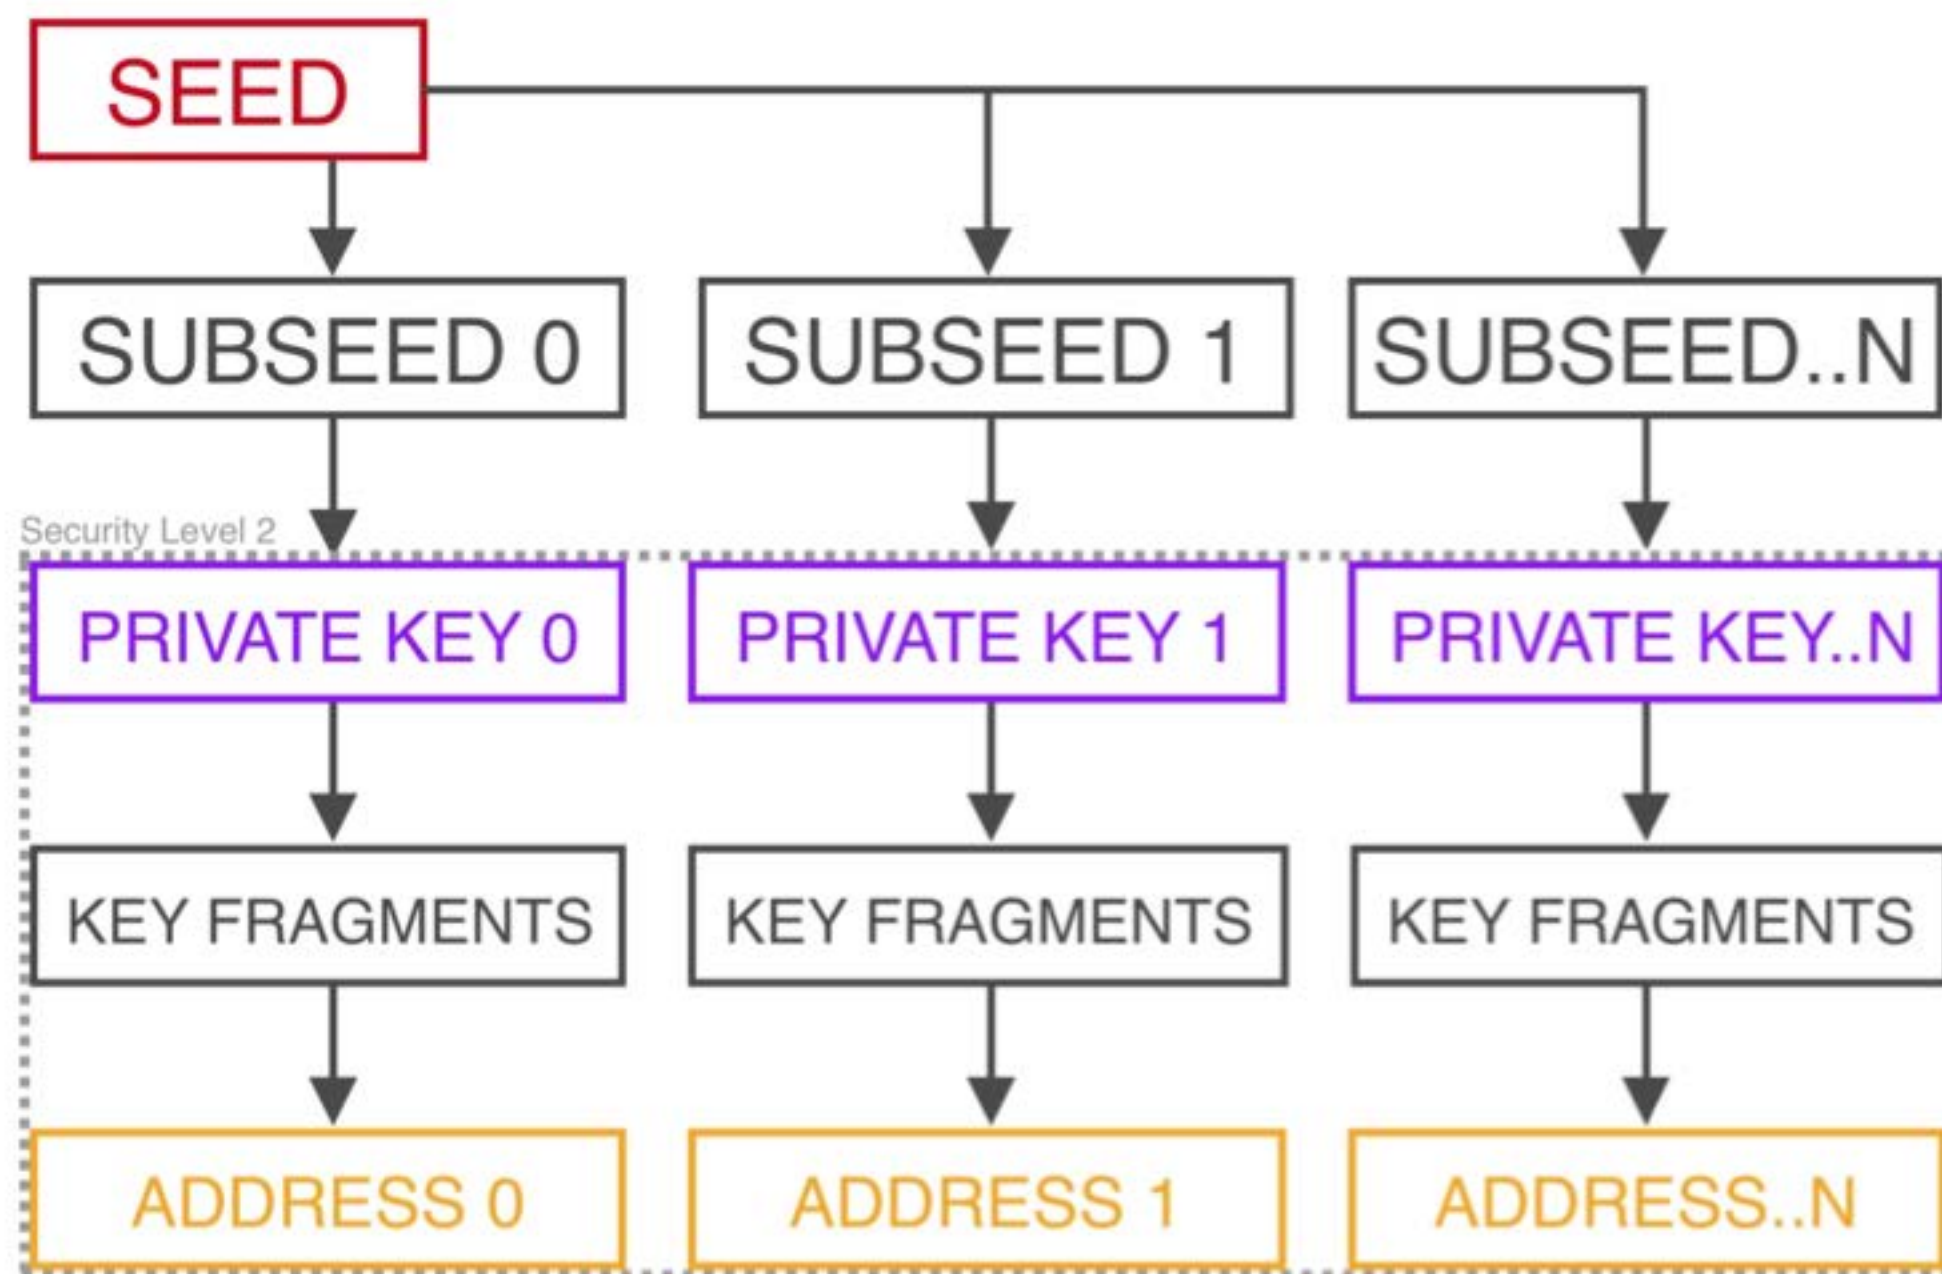 SEED
SUBSEED 0
SUBSEED 1
SUBSEED..N
Security Level 2
PRIVATE KEY 0
PRIVATE KEY 1
PRIVATE KEY..N
KEY FRAGMENTS
KEY FRAGMENTS
KEY FRAGMENTS
ADDRESS 0
ADDRESS 1
ADDRESS..N